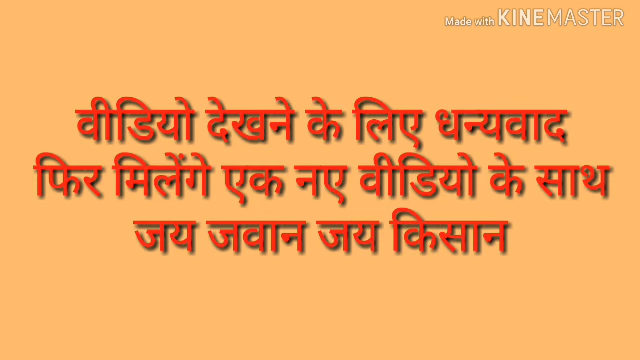 Made with KINEMASTER
वीडियो देखने के लिए धन्यवाद
फिर मिलेंगे एक नए वीडियो के साथ
जय जवान जय किसान